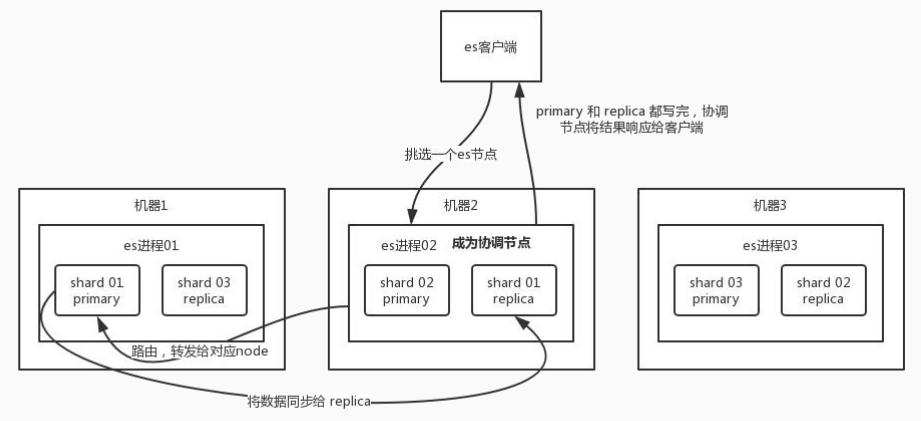 es客户端
primary 和 replica 都写完，协调
节点将结果响应给客户端
挑选一个es节点
机器1
es进程01
shard 01
primary
shard 03
replica
机器2
es进程02 成为协调节点
shard 02
primary
shard 01
replica
机器3
es进程03
shard 03
primary
shard 02
replica
路由，转发给对应node
将数据同步给 replica